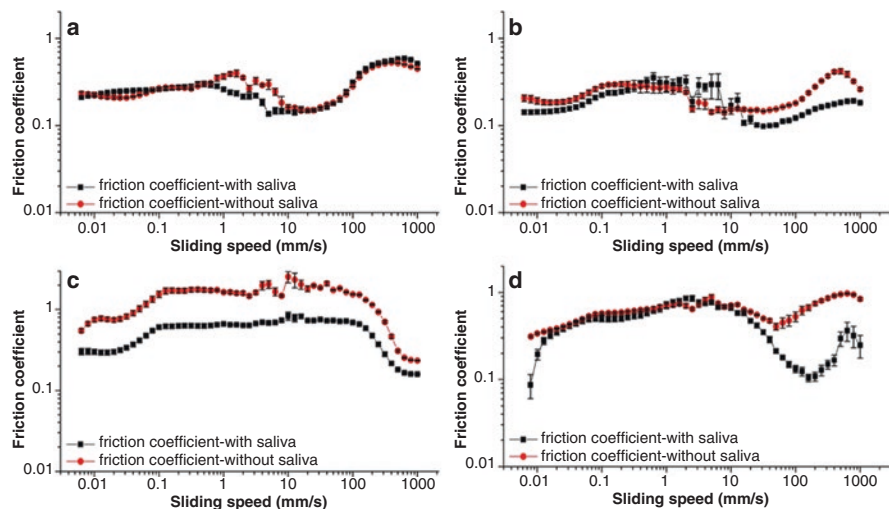 a
1
0.1
0.01
Friction coefficient
friction coefficient-with saliva
friction coefficient-without saliva
0.01 0.1 1 10 100 1000
Sliding speed (mm/s)
b
1
0.1
0.01
Friction coefficient
friction coefficient-with saliva
friction coefficient-without saliva
0.01 0.1 1 10 100 1000
Sliding speed (mm/s)
c
1
0.1
0.01
Friction coefficient
friction coefficient-with saliva
friction coefficient-without saliva
0.01 0.1 1 10 100 1000
Sliding speed (mm/s)
d
1
0.1
0.01
Friction coefficient
friction coefficient-with saliva
friction coefficient-without saliva
0.01 0.1 1 10 100 1000
Sliding speed (mm/s)